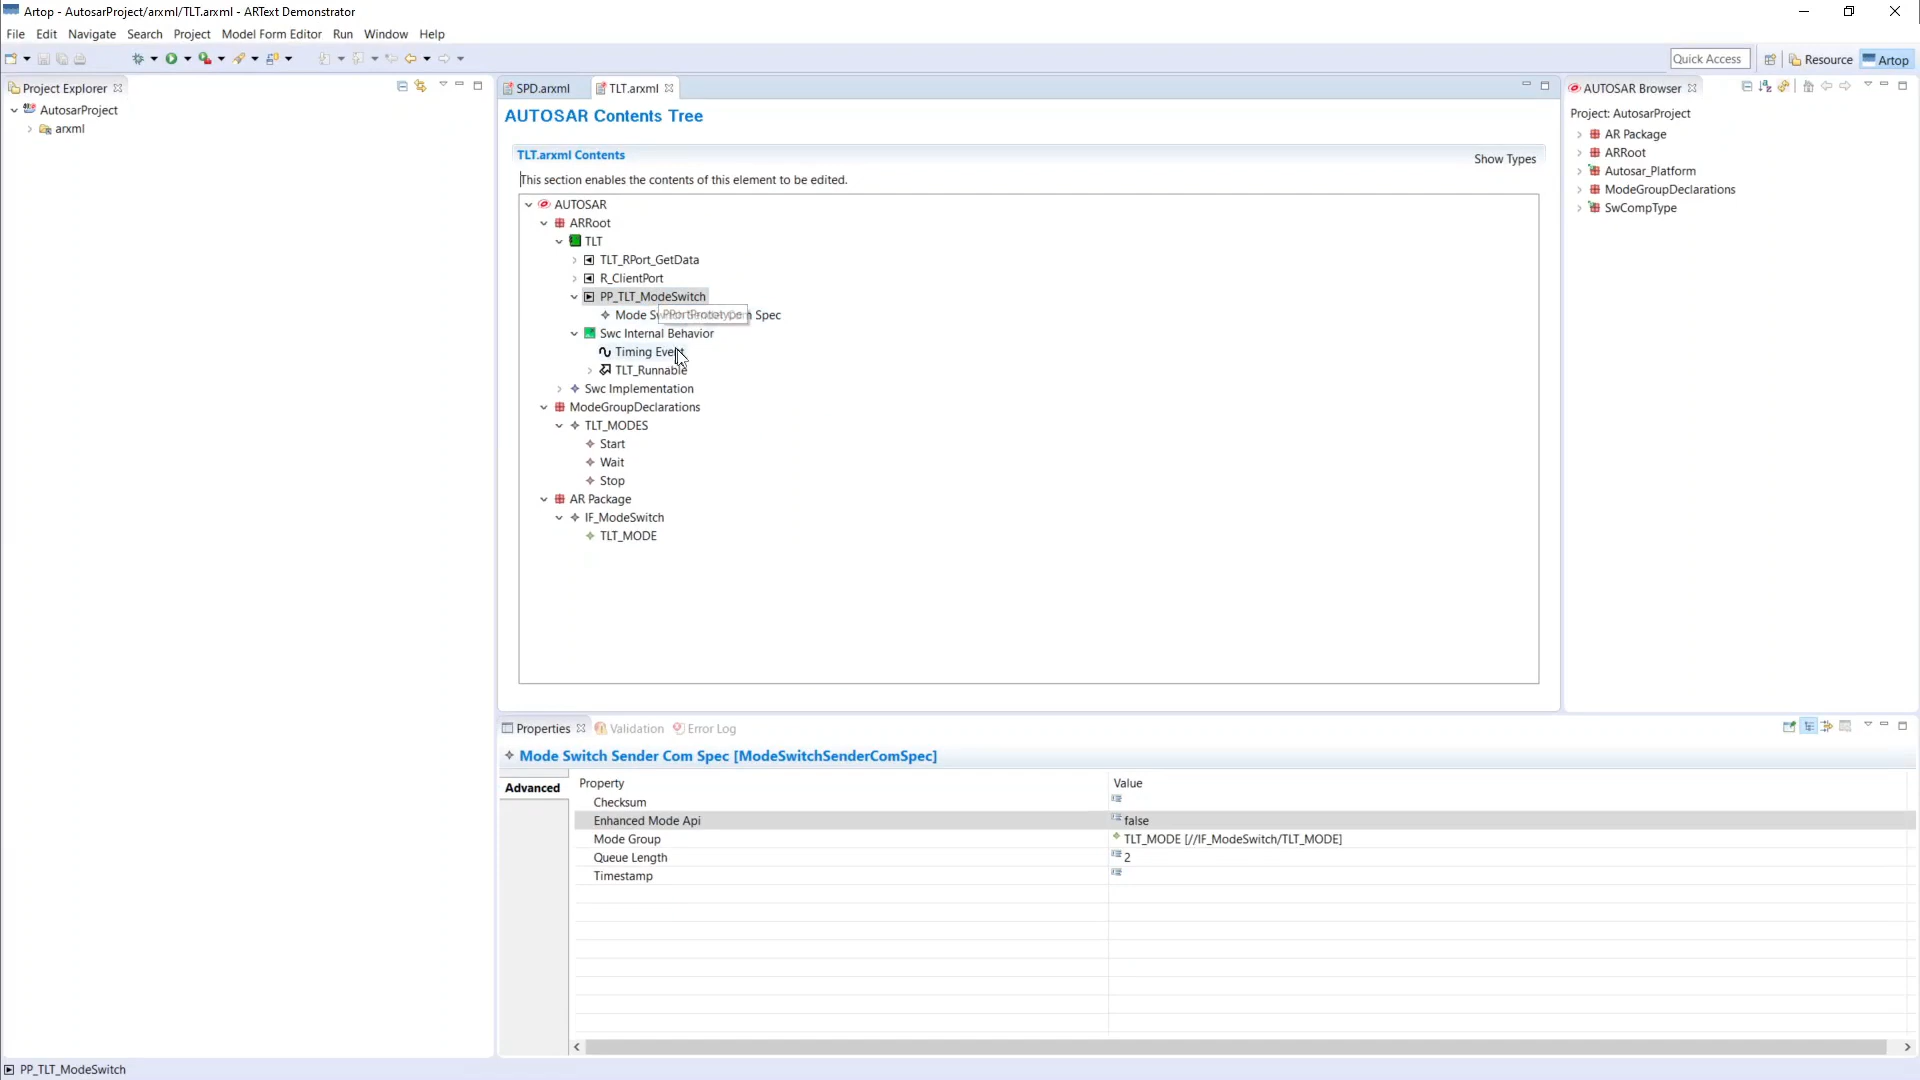 Artop - AutosarProject/arxml/TLT.arxml - ARText Demonstrator
File Edit Navigate Search Project Model Form Editor Run Window Help
Quick Access Resource Artop
Project Explorer
AutosarProject
arxml
SPD.arxml TLT.arxml
AUTOSAR Contents Tree
TLT.arxml Contents
Show Types
This section enables the contents of this element to be edited.
AUTOSAR
ARRoot
TLT
TLT_RPort_GetData
R_ClientPort
PP_TLT_ModeSwitch
Mode Spec
PPortPrototype
Swc Internal Behavior
Timing Event
TLT_Runnable
Swc Implementation
ModeGroupDeclarations
TLT_MODES
Start
Wait
Stop
AR Package
IF_ModeSwitch
TLT_MODE
AUTOSAR Browser
Project: AutosarProject
AR Package
ARRoot
Autosar_Platform
ModeGroupDeclarations
SwCompType
Properties Validation Error Log
Mode Switch Sender Com Spec [ModeSwitchSenderComSpec]
Advanced
Property Value
Checksum
Enhanced Mode Api false
Mode Group TLT_MODE [//IF_ModeSwitch/TLT_MODE]
Queue Length 2
Timestamp
PP_TLT_ModeSwitch